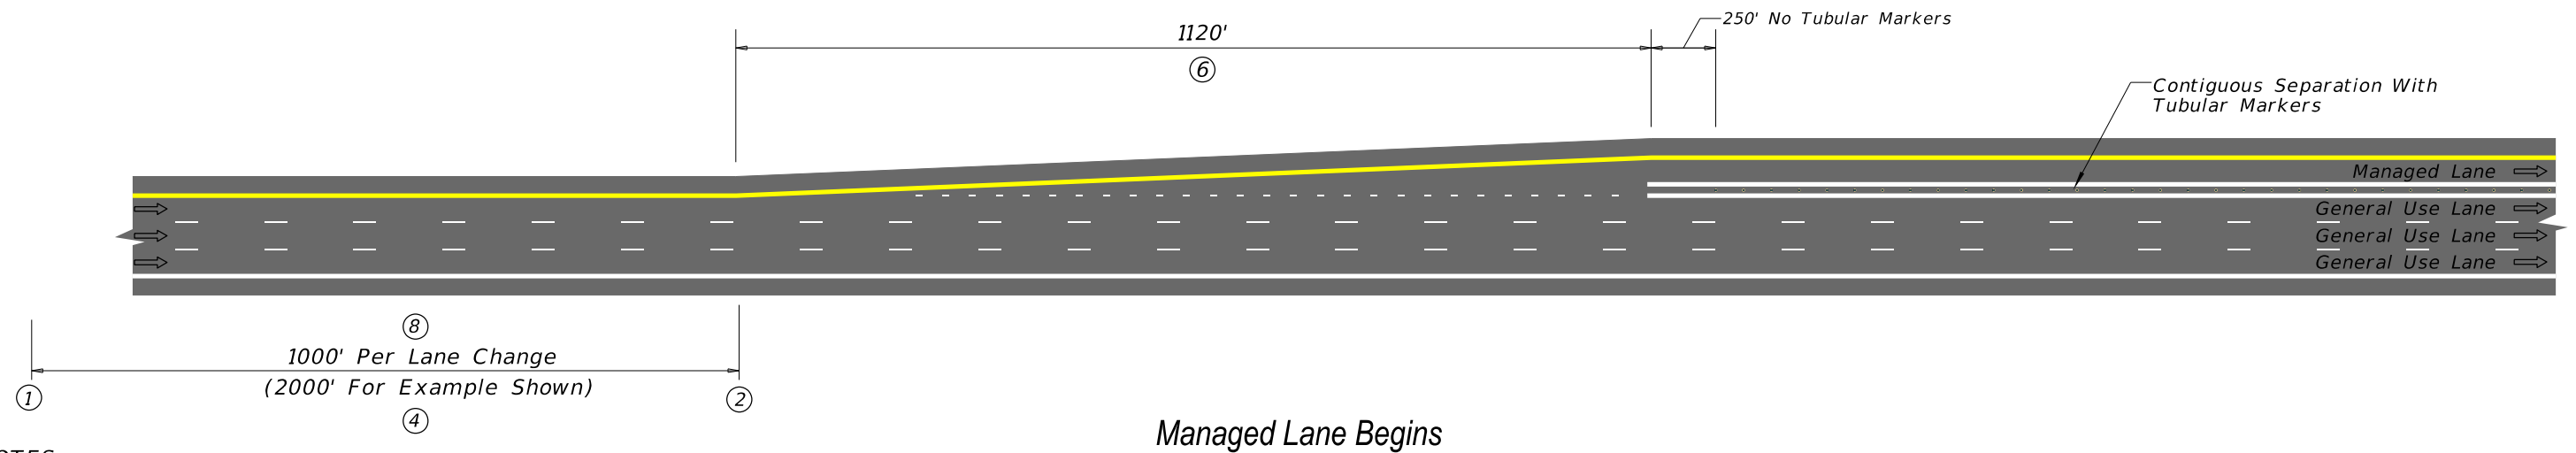 250' No Tubular Markers
1120'
6
Contiguous Separation With
Tubular Markers
Managed Lane
General Use Lane
General Use Lane
General Use Lane
8
1000' Per Lane Change
(2000' For Example Shown)
1
2
4
Managed Lane Begins